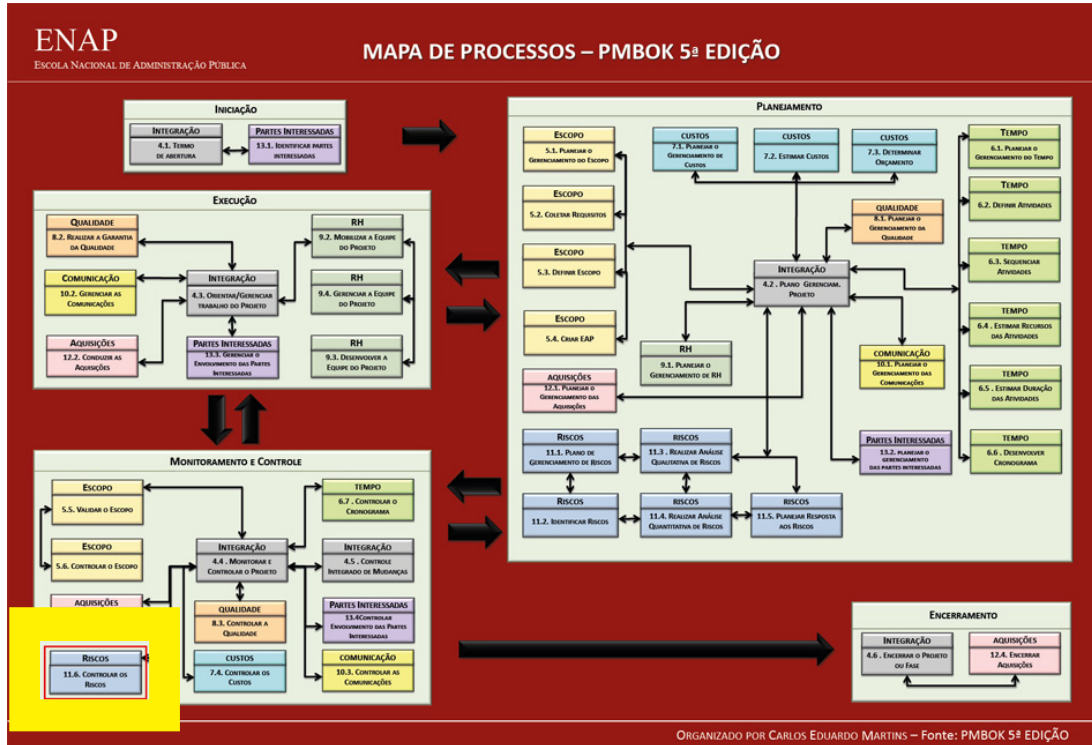 ENAP
ESCOLA NACIONAL DE ADMINISTRAÇÃO PÚBLICA
MAPA DE PROCESSOS – PMBOK 5ª EDIÇÃO
INICIAÇÃO
INTEGRAÇÃO
4.1. TERMO
DE ABERTURA
PARTES INTERESSADAS
13.1. IDENTIFICAR PARTES
INTERESSADAS
EXECUÇÃO
QUALIDADE
8.2. REALIZAR A GARANTIA
DA QUALIDADE
COMUNICAÇÃO
10.2. GERENCIAR AS
COMUNICAÇÕES
AQUISIÇÕES
12.2. CONDUZIR AS
AQUISIÇÕES
INTEGRAÇÃO
4.3. ORIENTAR/GERENCIAR
TRABALHO DO PROJETO
PARTES INTERESSADAS
13.3. GERENCIAR O
ENVOLVIMENTO DAS PARTES
INTERESSADAS
RH
9.2. MOBILIZAR A EQUIPE
DO PROJETO
RH
9.4. GERENCIAR A EQUIPE
DO PROJETO
RH
9.3. DESENVOLVER A
EQUIPE DO PROJETO
PLANEJAMENTO
ESCOPO
5.1. PLANEJAR O
GERENCIAMENTO DO ESCOPO
ESCOPO
5.2. COLETAR REQUISITOS
ESCOPO
5.3. DEFINIR ESCOPO
ESCOPO
5.4. CRIAR EAP
CUSTOS
7.1. PLANEJAR O
GERENCIAMENTO DE
CUSTOS
CUSTOS
7.2. ESTIMAR CUSTOS
CUSTOS
7.3. DETERMINAR
ORÇAMENTO
QUALIDADE
8.1. PLANEJAR O
GERENCIAMENTO DA
QUALIDADE
INTEGRAÇÃO
4.2 . PLANO GERENCIAM.
PROJETO
RH
9.1. PLANEJAR O
GERENCIAMENTO DE RH
COMUNICAÇÃO
10.1. PLANEJAR O
GERENCIAMENTO DAS
COMUNICAÇÕES
AQUISIÇÕES
12.1. PLANEJAR O
GERENCIAMENTO DAS
AQUISIÇÕES
PARTES INTERESSADAS
13.2. PLANEJAR O
GERENCIAMENTO
DAS PARTES INTERESSADAS
TEMPO
6.1. PLANEJAR O
GERENCIAMENTO DO TEMPO
TEMPO
6.2. DEFINIR ATIVIDADES
TEMPO
6.3. SEQUENCIAR
ATIVIDADES
TEMPO
6.4 . ESTIMAR RECURSOS
DAS ATIVIDADES
TEMPO
6.5 . ESTIMAR DURAÇÃO
DAS ATIVIDADES
TEMPO
6.6 . DESENVOLVER
CRONOGRAMA
RISCOS
11.1. PLANO DE
GERENCIAMENTO DE RISCOS
RISCOS
11.3 . REALIZAR ANÁLISE
QUALITATIVA DE RISCOS
RISCOS
11.2. IDENTIFICAR RISCOS
RISCOS
11.4. REALIZAR ANÁLISE
QUANTITATIVA DE RISCOS
RISCOS
11.5. PLANEJAR RESPOSTA
AOS RISCOS
MONITORAMENTO E CONTROLE
ESCOPO
5.5. VALIDAR O ESCOPO
ESCOPO
5.6. CONTROLAR O ESCOPO
AQUISIÇÕES
RISCOS
11.6. CONTROLAR OS
RISCOS
INTEGRAÇÃO
4.4 . MONITORAR E
CONTROLAR O PROJETO
QUALIDADE
8.3. CONTROLAR A
QUALIDADE
CUSTOS
7.4. CONTROLAR OS
CUSTOS
TEMPO
6.7 . CONTROLAR O
CRONOGRAMA
INTEGRAÇÃO
4.5 . CONTROLE
INTEGRADO DE MUDANÇAS
PARTES INTERESSADAS
13.4CONTROLAR
ENVOLVIMENTO DAS PARTES
INTERESSADAS
COMUNICAÇÃO
10.3. CONTROLAR AS
COMUNICAÇÕES
ENCERRAMENTO
INTEGRAÇÃO
4.6 . ENCERRAR O PROJETO
OU FASE
AQUISIÇÕES
12.4. ENCERRAR
AQUISIÇÕES
ORGANIZADO POR CARLOS EDUARDO MARTINS – FONTE: PMBOK 5ª EDIÇÃO